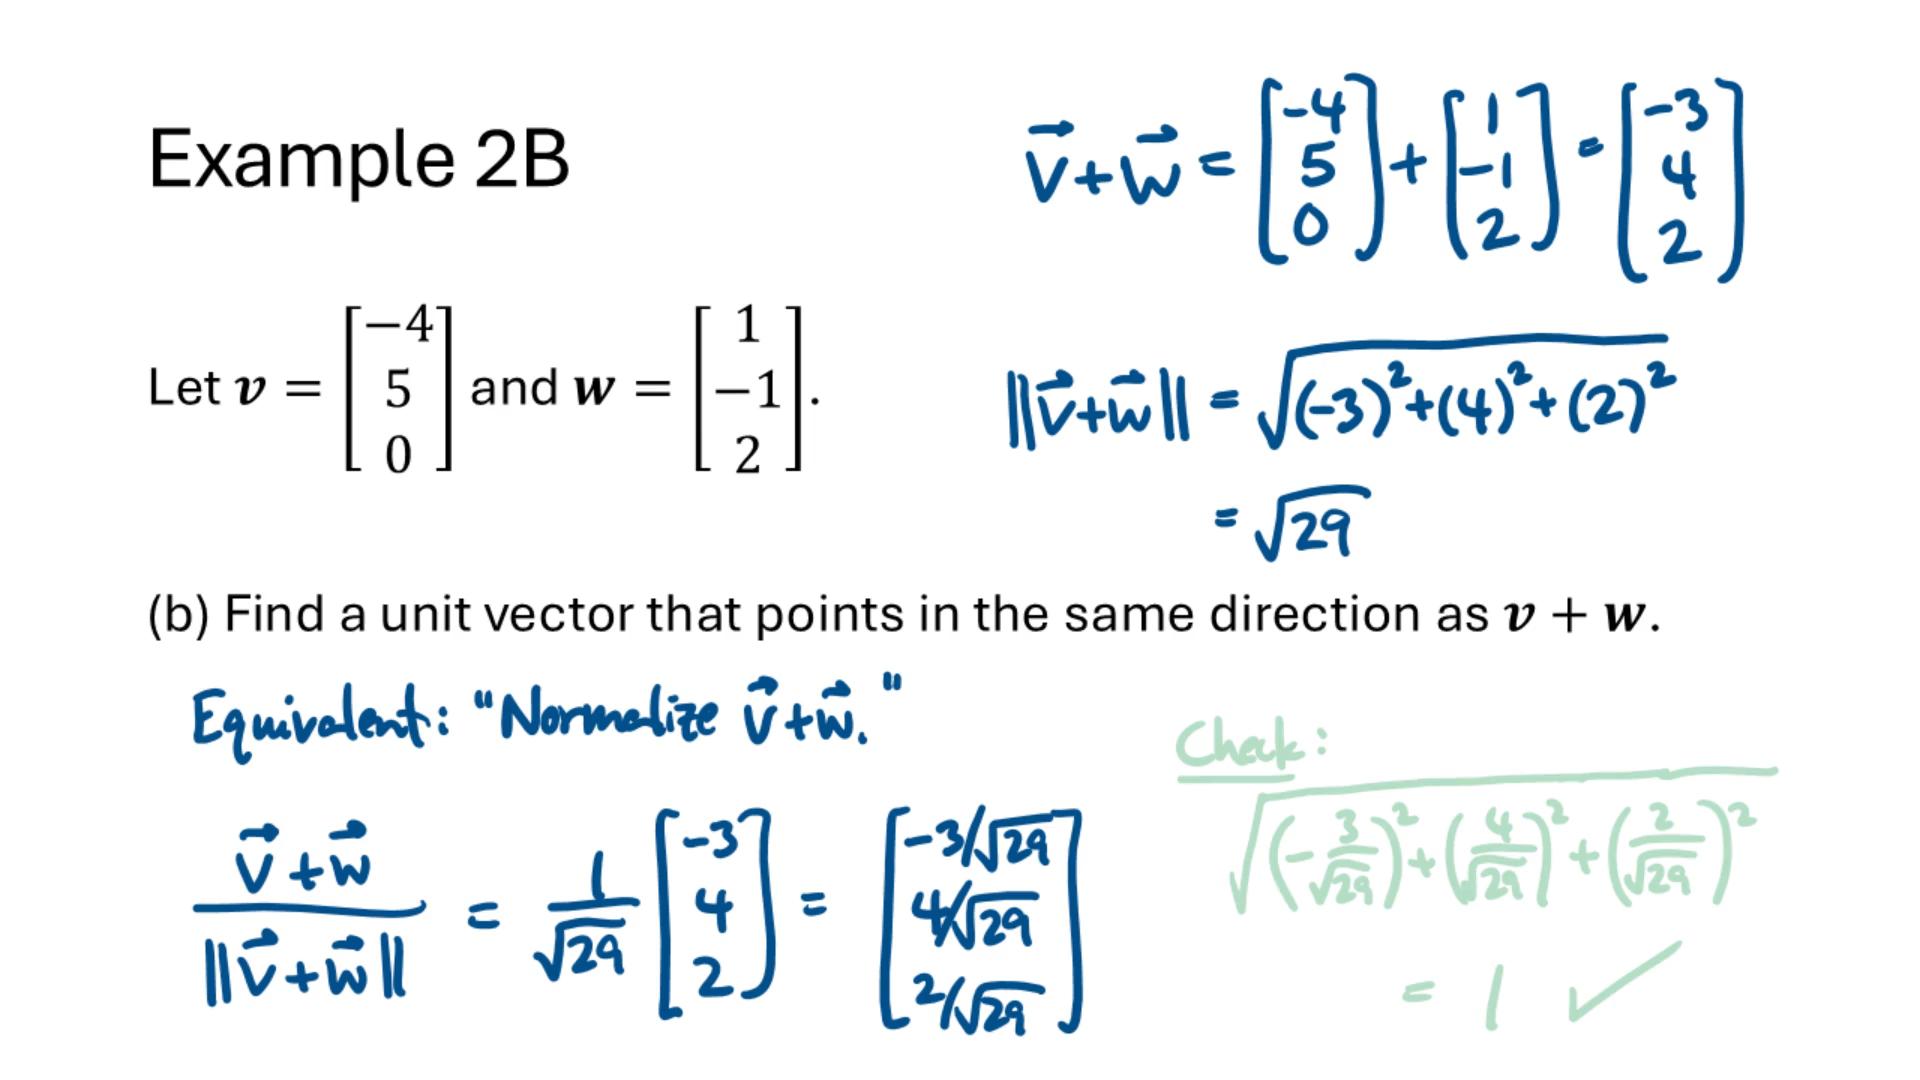 Example 2B
v⃗ + w⃗ = [-4 5 0] + [1 -1 2] = [-3 4 2]
Let v = [−4 5 0] and w = [1 −1 2].
‖v⃗+w⃗‖ = √((-3)²+(4)²+(2)²)
= √29
(b) Find a unit vector that points in the same direction as v + w.
Equivalent: "Normalize v⃗+w⃗."
Check:
(v⃗+w⃗)/‖v⃗+w⃗‖ = 1/√29 [-3 4 2] = [-3/√29 4/√29 2/√29]
√((-3/√29)²+(4/√29)²+(2/√29)²)
= 1 ✓